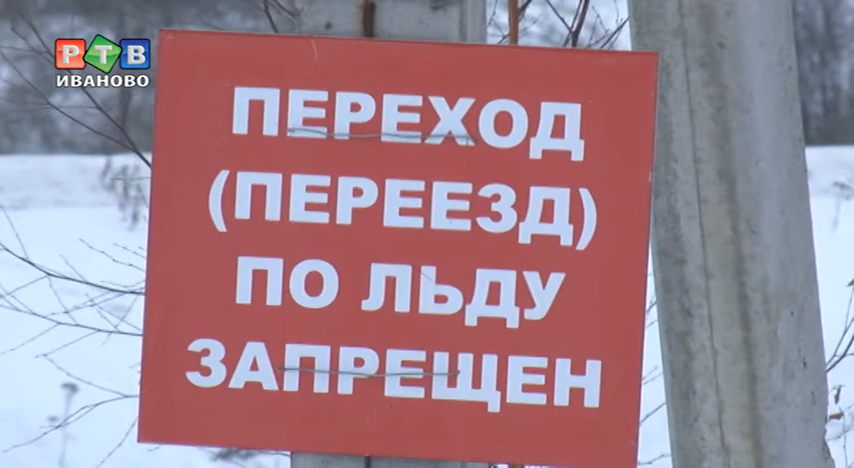 РТВ
ИВАНОВО
ПЕРЕХОД
(ПЕРЕЕЗД)
ПО ЛЬДУ
ЗАПРЕЩЕН